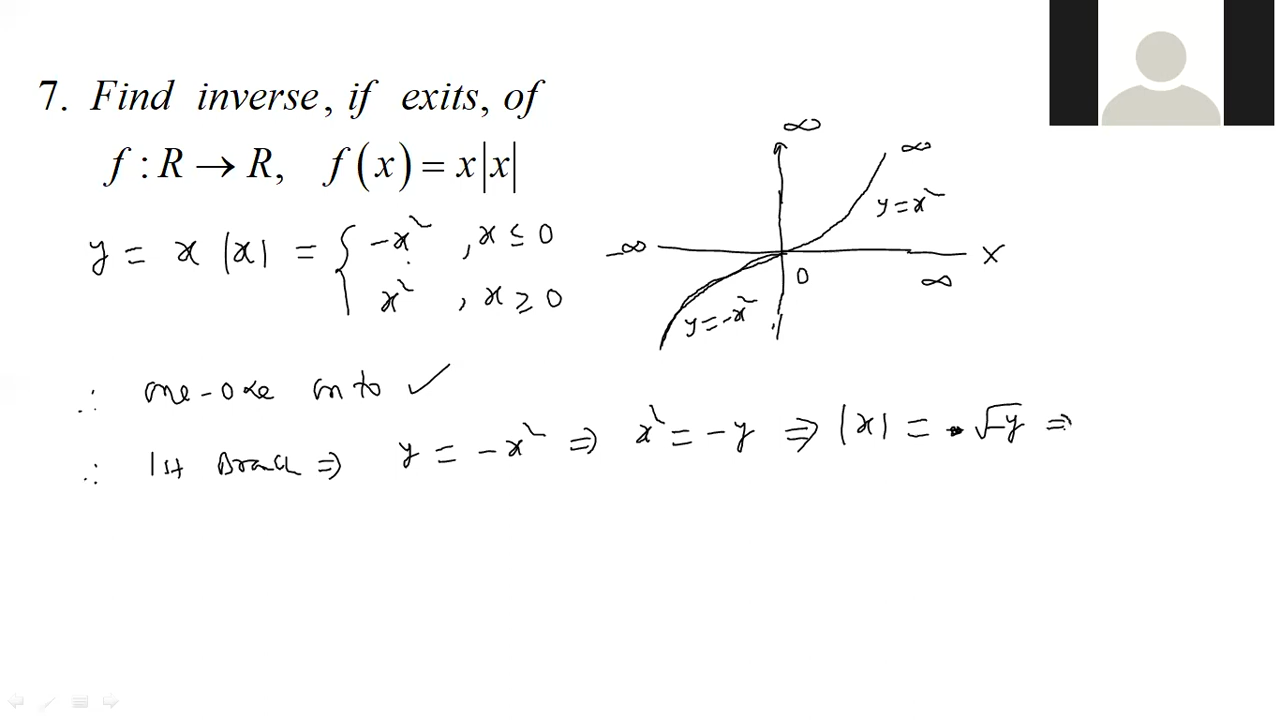 7. Find inverse, if exits, of
f : R → R, f(x) = x|x|
y = x |x| = { -x² , x ≤ 0
x² , x ≥ 0
∞
∞
y = x²
-∞
0
∞
X
y = -x²
-∞
∴ one-one onto ✓
∴ 1st Branch ⇒ y = -x² ⇒ x² = -y ⇒ |x| = √-y ⇒